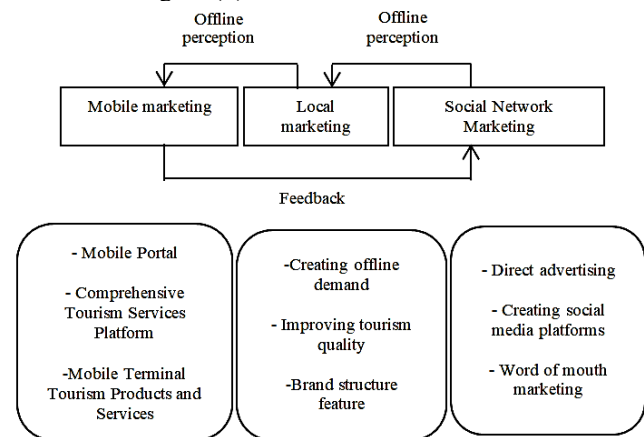 Offline
perception
Offline
perception
Mobile marketing
Local
marketing
Social Network
Marketing
Feedback
- Mobile Portal
- Comprehensive
Tourism Services
Platform
-Mobile Terminal
Tourism Products and
Services
-Creating offline
demand
- Improving tourism
quality
-Brand structure
feature
- Direct advertising
- Creating social
media platforms
- Word of mouth
marketing